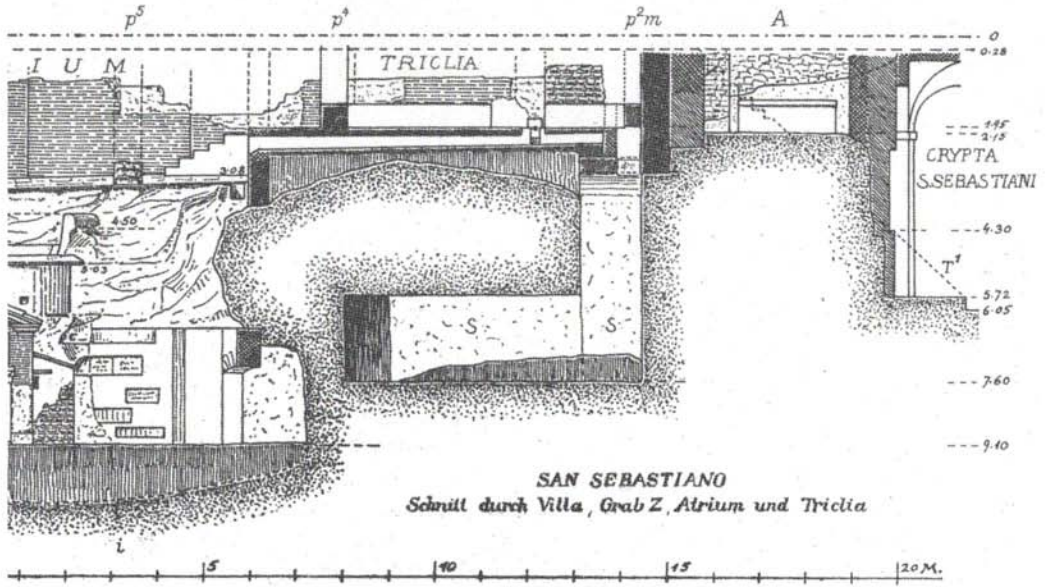 p⁵ p⁴ p²m A
0
0·28
I U M TRICLIA
1·95
2·15
3·08
CRYPTA
S.SEBASTIANI
4·50
4·30
5·03
T¹
5·72
6·05
S S
7·60
9·10
SAN SEBASTIANO
Schnitt durch Villa, Grab Z, Atrium und Triclia
i
5 10 15 20 M.